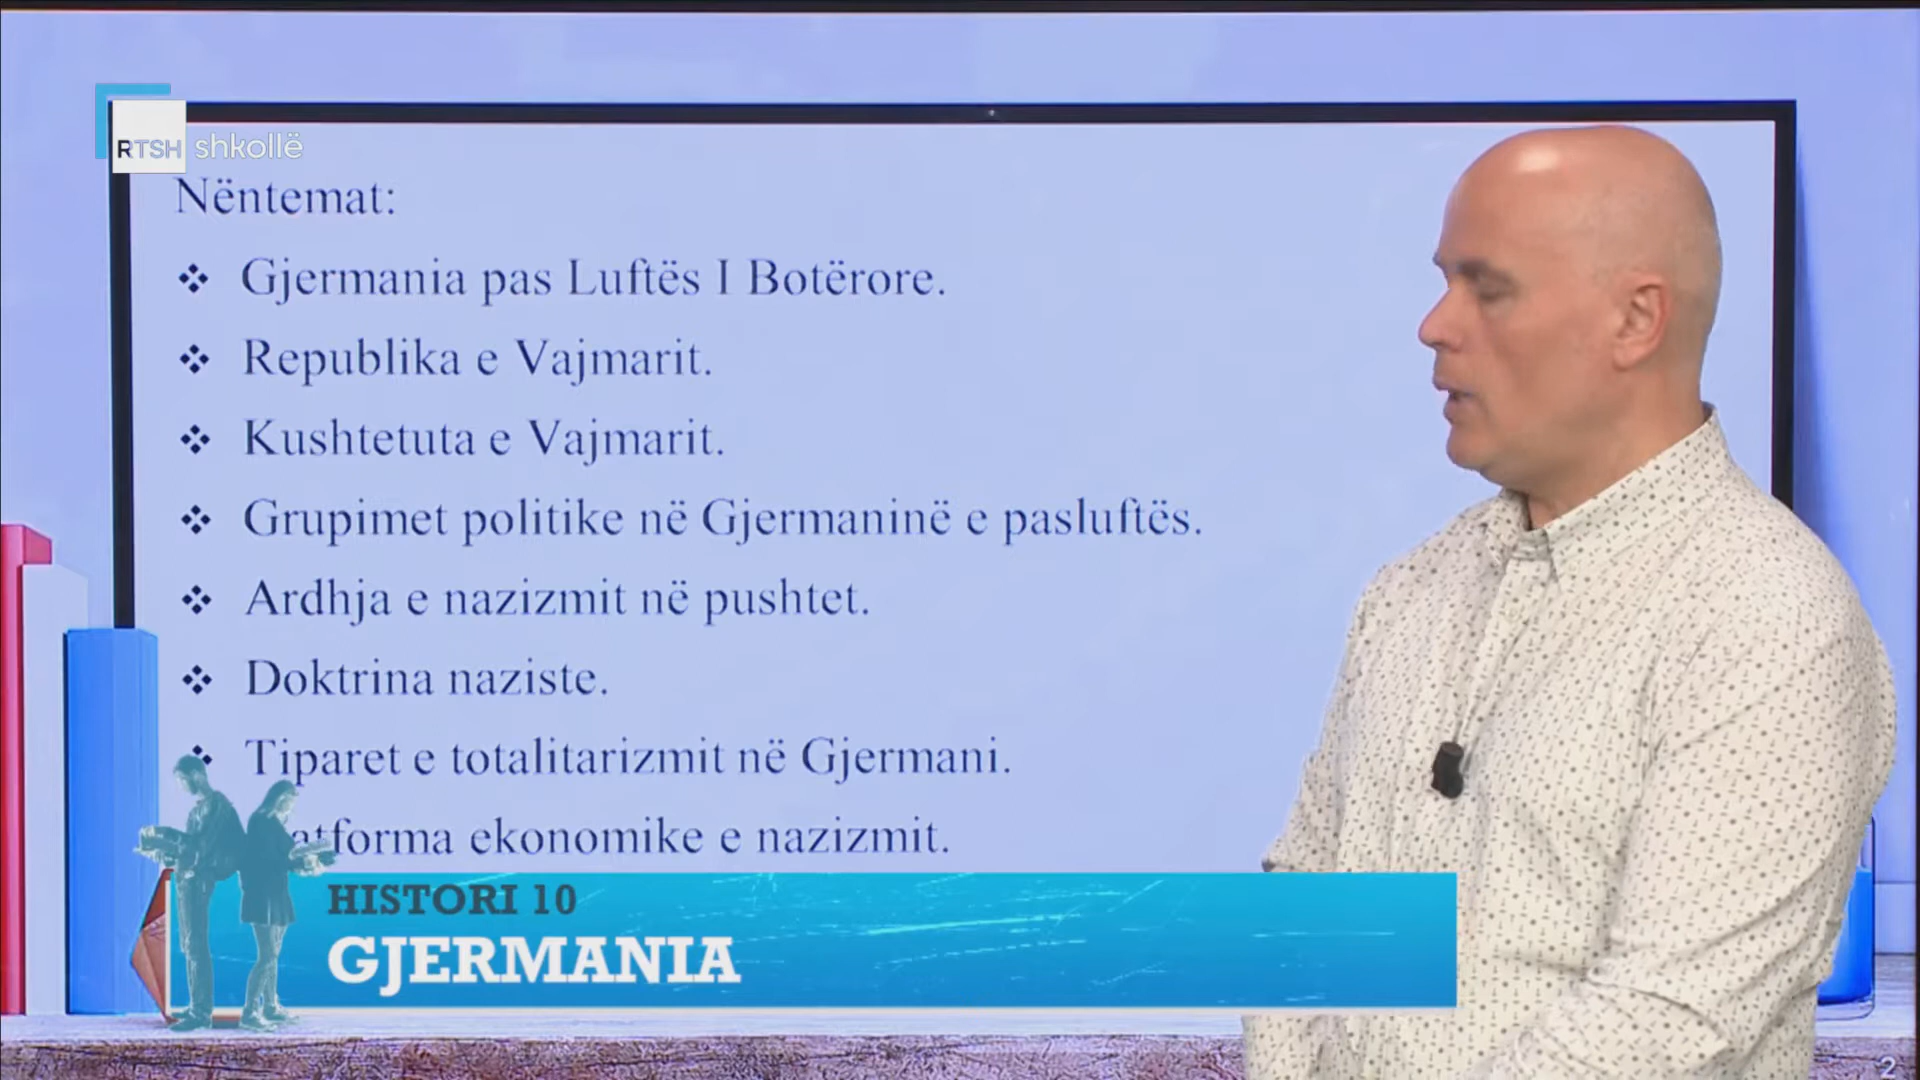 RTSH shkollë
Nëntemat:
Gjermania pas Luftës I Botërore.
Republika e Vajmarit.
Kushtetuta e Vajmarit.
Grupimet politike në Gjermaninë e pasluftës.
Ardhja e nazizmit në pushtet.
Doktrina naziste.
Tiparet e totalitarizmit në Gjermani.
ekonomike e nazizmit.
HISTORI 10
GJERMANIA
2